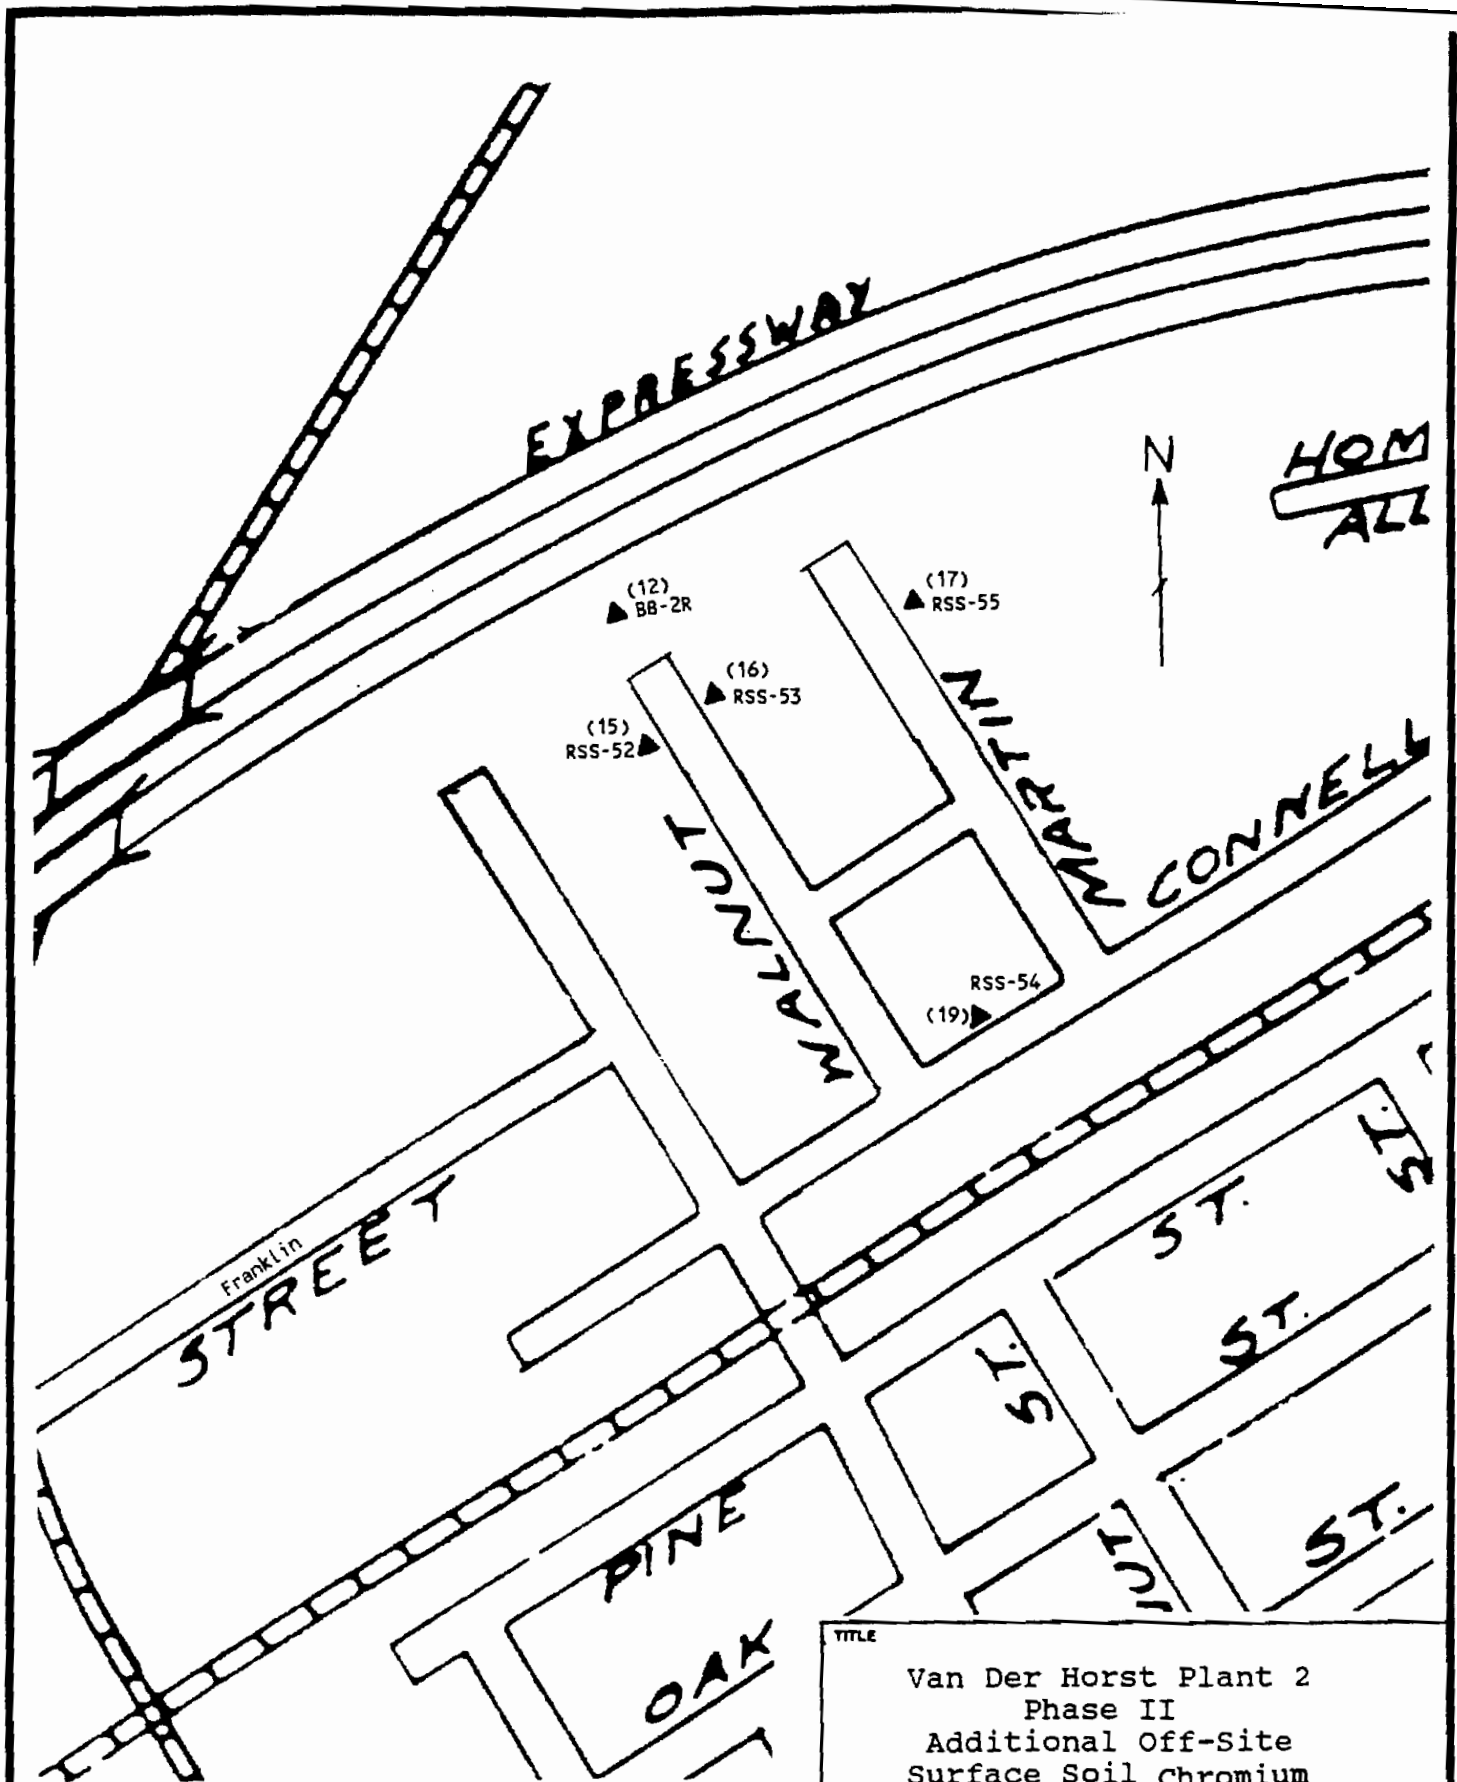 EXPRESSWAY
N
HOM
ALL
(12)
BB-2R
(17)
RSS-55
(16)
RSS-53
(15)
RSS-52
MARTIN
CONNELL
WALNUT
RSS-54
(19)
ST.
Franklin
STREET
ST.
ST.
ST.
PINE
UT
ST.
OAK
TITLE
Van Der Horst Plant 2
Phase II
Additional Off-Site
Surface Soil Chromium